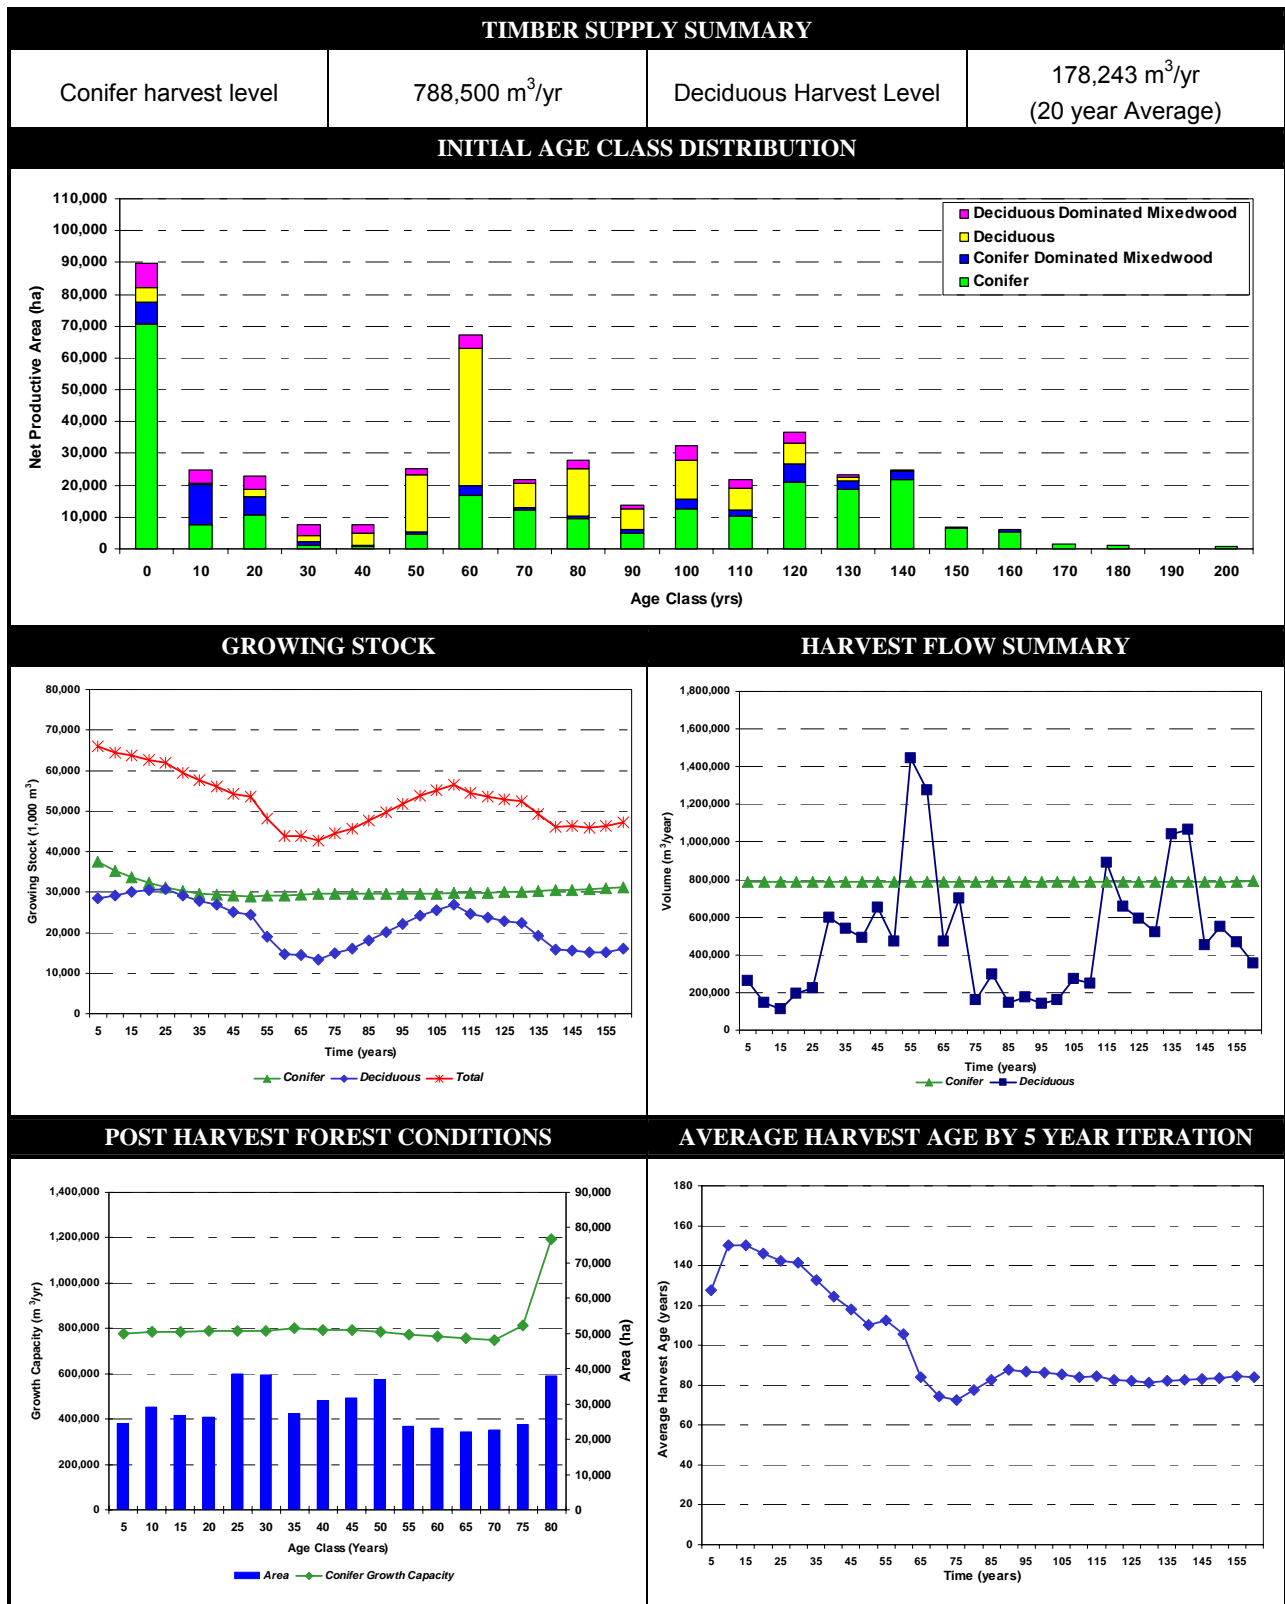 TIMBER SUPPLY SUMMARY
Conifer harvest level
788,500 m³/yr
Deciduous Harvest Level
178,243 m³/yr
(20 year Average)
INITIAL AGE CLASS DISTRIBUTION
110,000
100,000
90,000
80,000
70,000
60,000
50,000
40,000
30,000
20,000
10,000
0
Net Productive Area (ha)
Deciduous Dominated Mixedwood
Deciduous
Conifer Dominated Mixedwood
Conifer
0 10 20 30 40 50 60 70 80 90 100 110 120 130 140 150 160 170 180 190 200
Age Class (yrs)
GROWING STOCK
80,000
70,000
60,000
50,000
40,000
30,000
20,000
10,000
0
Growing Stock (1,000 m³)
5 15 25 35 45 55 65 75 85 95 105 115 125 135 145 155
Time (years)
Conifer Deciduous Total
HARVEST FLOW SUMMARY
1,800,000
1,600,000
1,400,000
1,200,000
1,000,000
800,000
600,000
400,000
200,000
0
Volume (m³/year)
5 15 25 35 45 55 65 75 85 95 105 115 125 135 145 155
Time (years)
Conifer Deciduous
POST HARVEST FOREST CONDITIONS
1,400,000
1,200,000
1,000,000
800,000
600,000
400,000
200,000
0
Growth Capacity (m³/yr)
90,000
80,000
70,000
60,000
50,000
40,000
30,000
20,000
10,000
0
Area (ha)
5 10 15 20 25 30 35 40 45 50 55 60 65 70 75 80
Age Class (Years)
Area Conifer Growth Capacity
AVERAGE HARVEST AGE BY 5 YEAR ITERATION
180
160
140
120
100
80
60
40
20
0
Average Harvest Age (years)
5 15 25 35 45 55 65 75 85 95 105 115 125 135 145 155
Time (years)